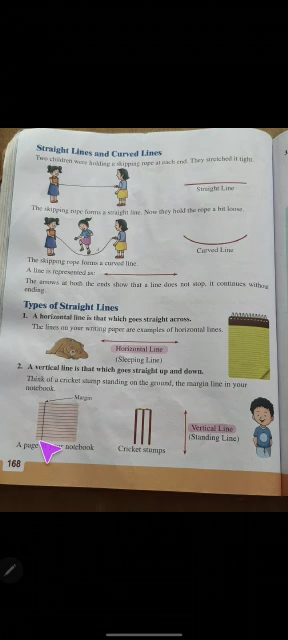 Straight Lines and Curved Lines
Two children were holding a skipping rope at each end. They stretched it tight.
Straight Line
The skipping rope forms a straight line. Now they hold the rope a bit loose.
Curved Line
The skipping rope forms a curved line.
A line is represented as:
The arrows at both the ends show that a line does not stop, it continues without
ending.
Types of Straight Lines
1. A horizontal line is that which goes straight across.
The lines on your writing paper are examples of horizontal lines.
Horizontal Line
(Sleeping Line)
2. A vertical line is that which goes straight up and down.
Think of a cricket stump standing on the ground, the margin line in your
notebook.
Margin
Vertical Line
(Standing Line)
A page notebook
Cricket stumps
168